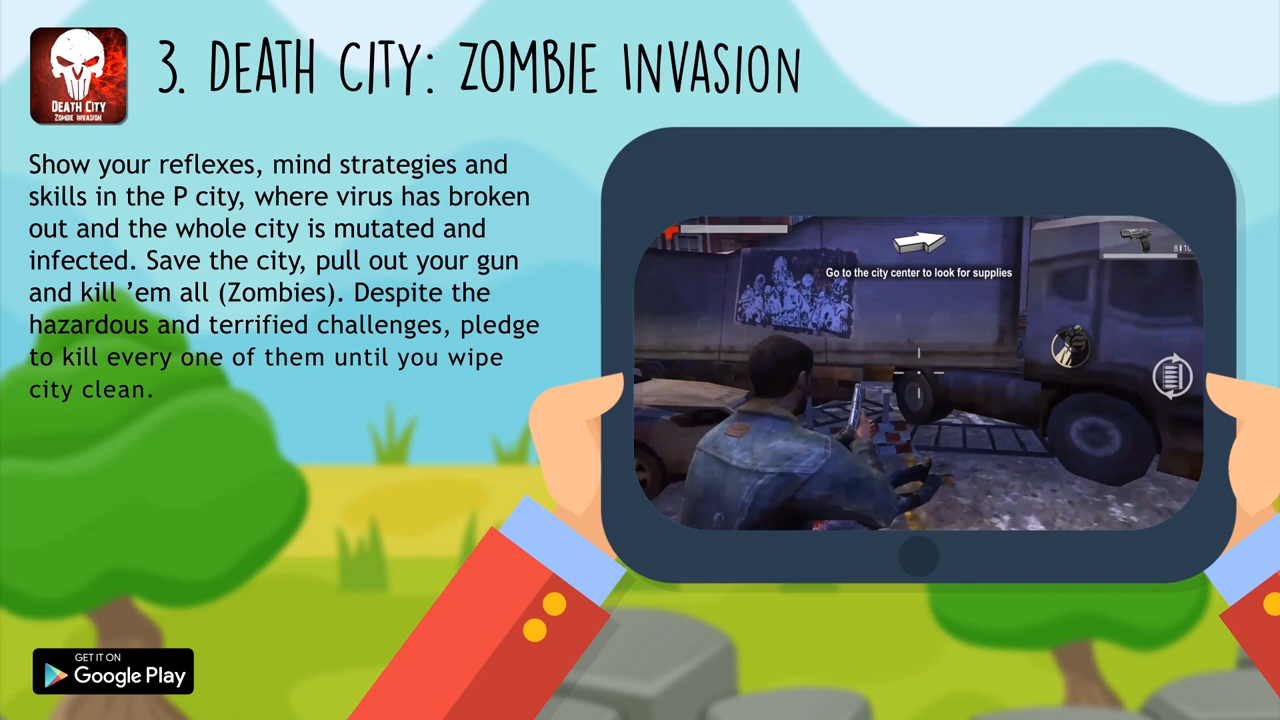 DEATH CITY
ZOMBIE INVASION
3. DEATH CITY: ZOMBIE INVASION
Show your reflexes, mind strategies and
skills in the P city, where virus has broken
out and the whole city is mutated and
infected. Save the city, pull out your gun
and kill ’em all (Zombies). Despite the
hazardous and terrified challenges, pledge
to kill every one of them until you wipe
city clean.
Go to the city center to look for supplies
GET IT ON
Google Play